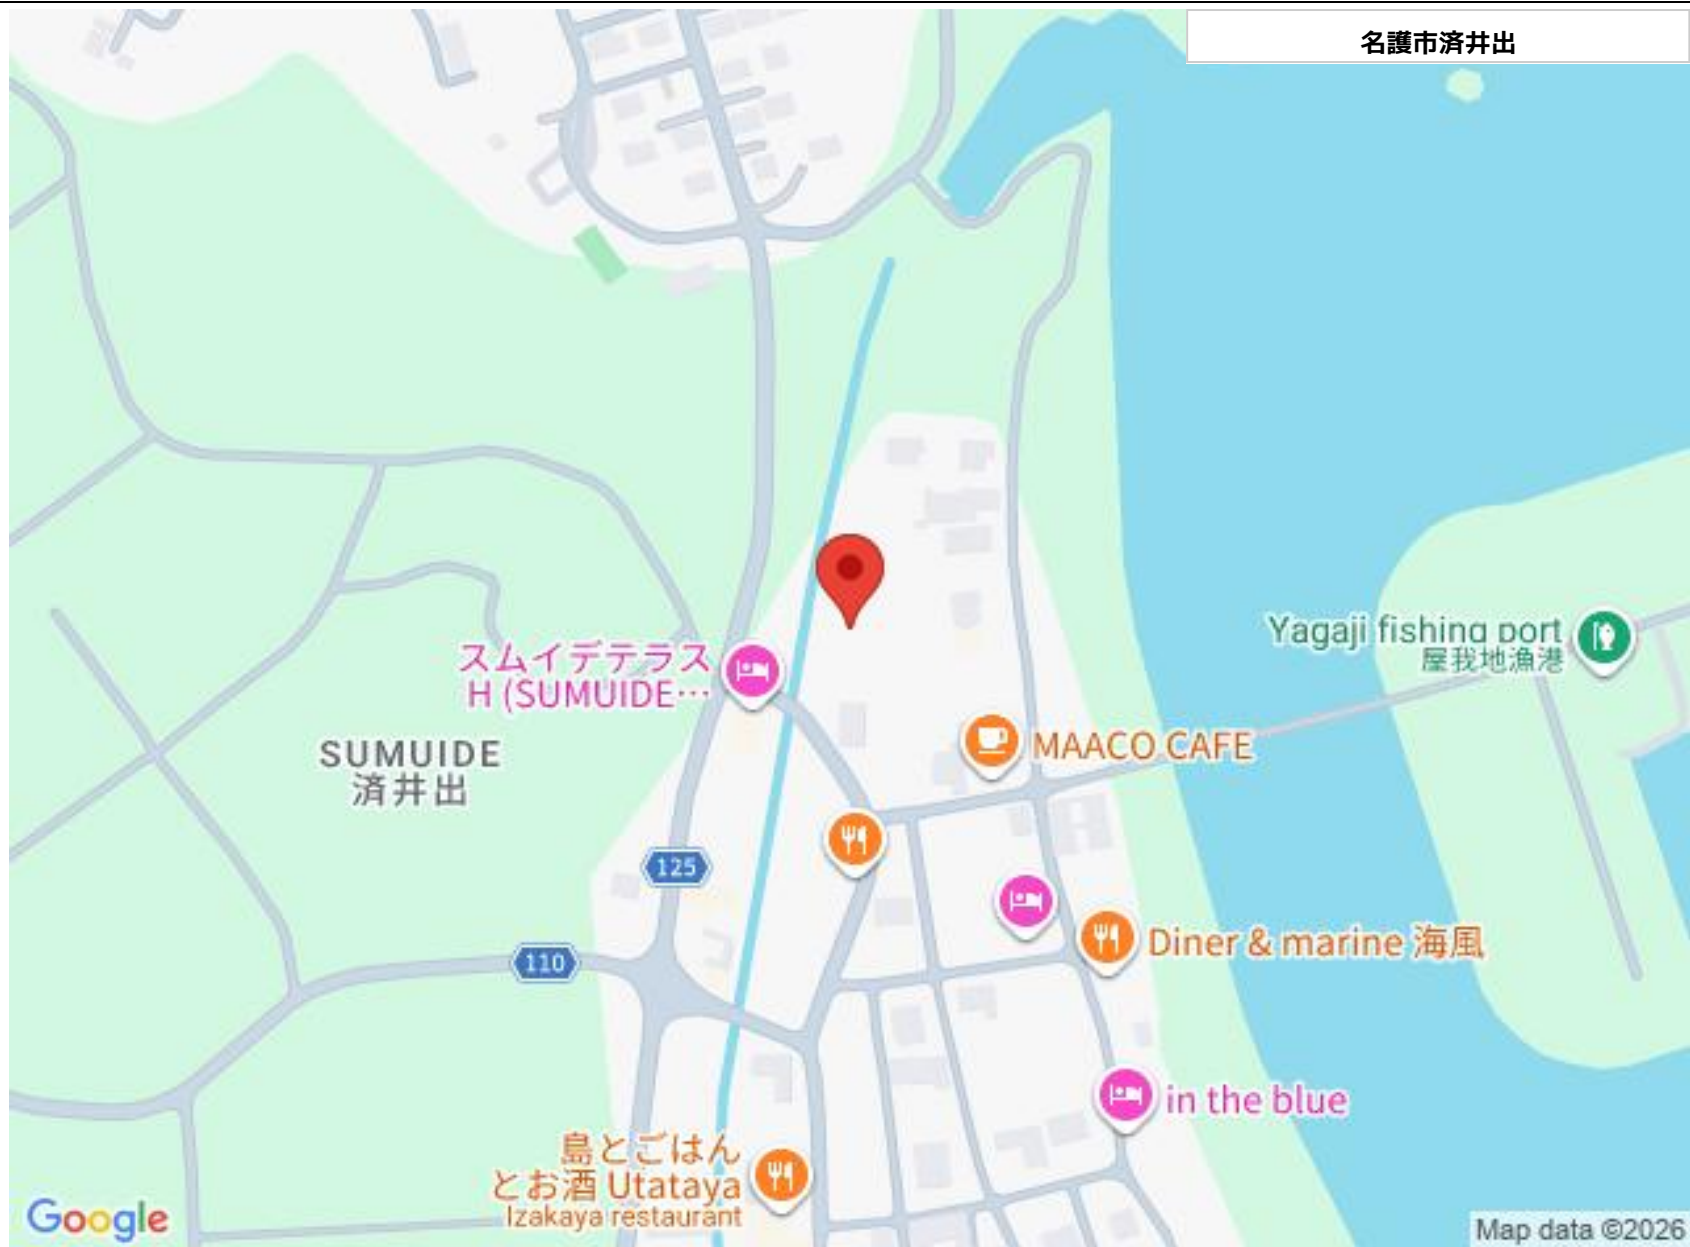 名護市済井出
Yagaji fishing port
屋我地漁港
スムイデテラス
H (SUMUIDE…
SUMUIDE
済井出
MAACO CAFE
125
110
Diner & marine 海風
in the blue
島とごはん
とお酒 Utataya
Izakaya restaurant
Google
Map data ©2026